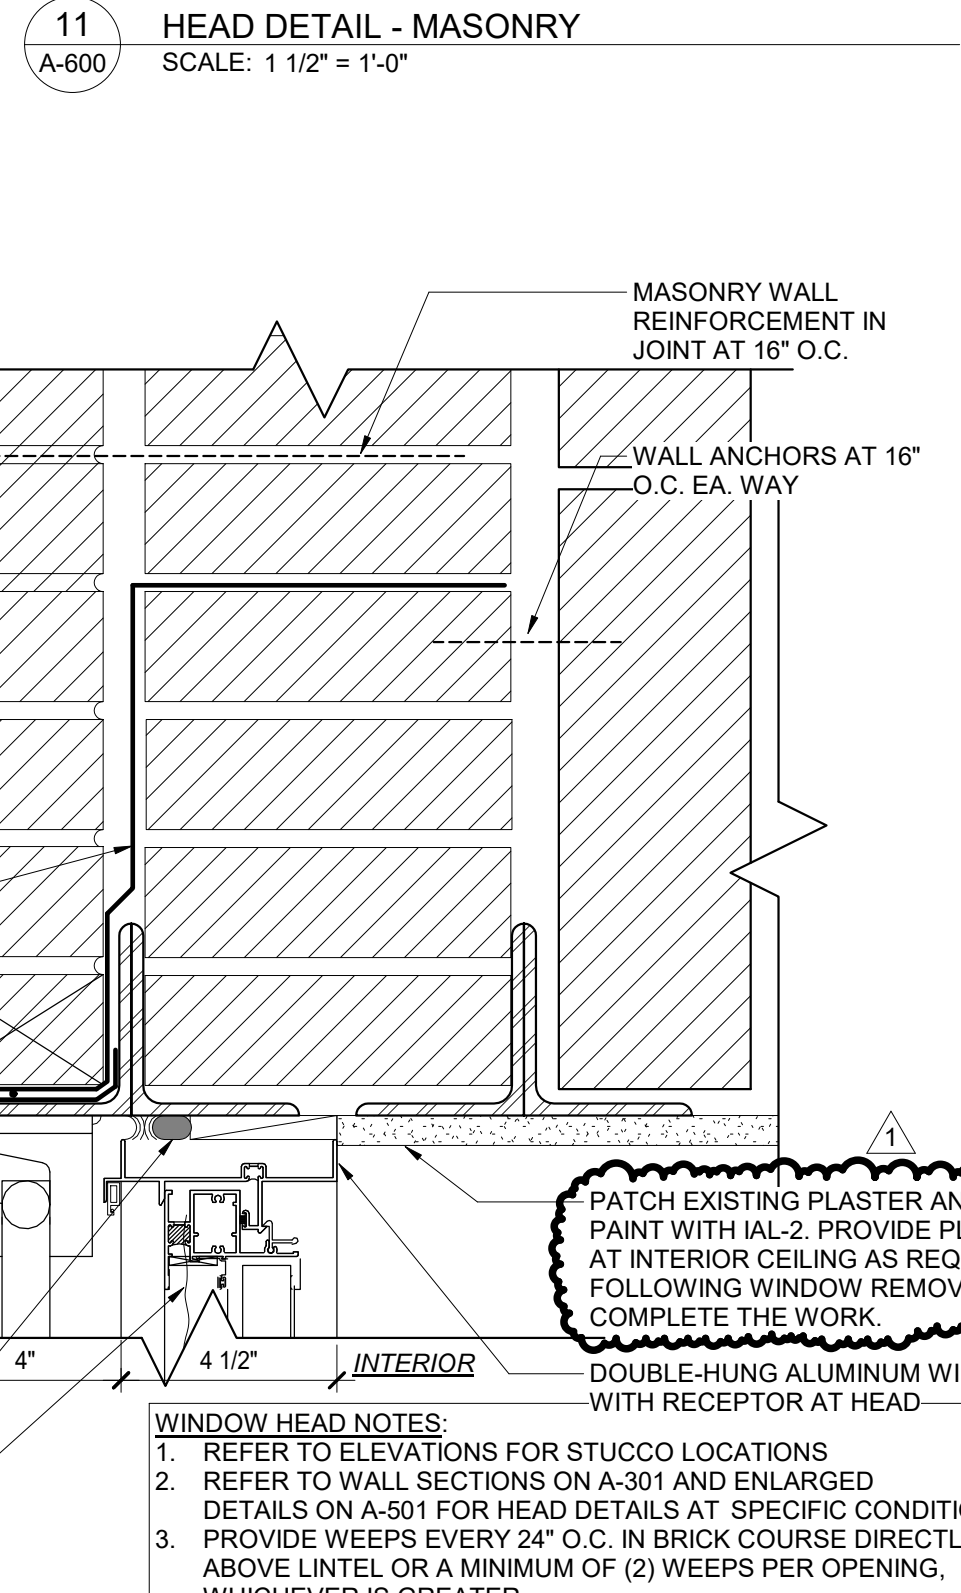 11
HEAD DETAIL - MASONRY
A-600
SCALE: 1 1/2" = 1'-0"
MASONRY WALL
REINFORCEMENT IN
JOINT AT 16" O.C.
WALL ANCHORS AT 16"
O.C. EA. WAY
1
PATCH EXISTING PLASTER AN
PAINT WITH IAL-2. PROVIDE PL
AT INTERIOR CEILING AS REQ
FOLLOWING WINDOW REMOV
COMPLETE THE WORK.
4"
4 1/2"
INTERIOR
DOUBLE-HUNG ALUMINUM WI
WITH RECEPTOR AT HEAD
WINDOW HEAD NOTES:
1. REFER TO ELEVATIONS FOR STUCCO LOCATIONS
2. REFER TO WALL SECTIONS ON A-301 AND ENLARGED
DETAILS ON A-501 FOR HEAD DETAILS AT SPECIFIC CONDITI
3. PROVIDE WEEPS EVERY 24" O.C. IN BRICK COURSE DIRECTL
ABOVE LINTEL OR A MINIMUM OF (2) WEEPS PER OPENING,
WHICHEVER IS GREATER